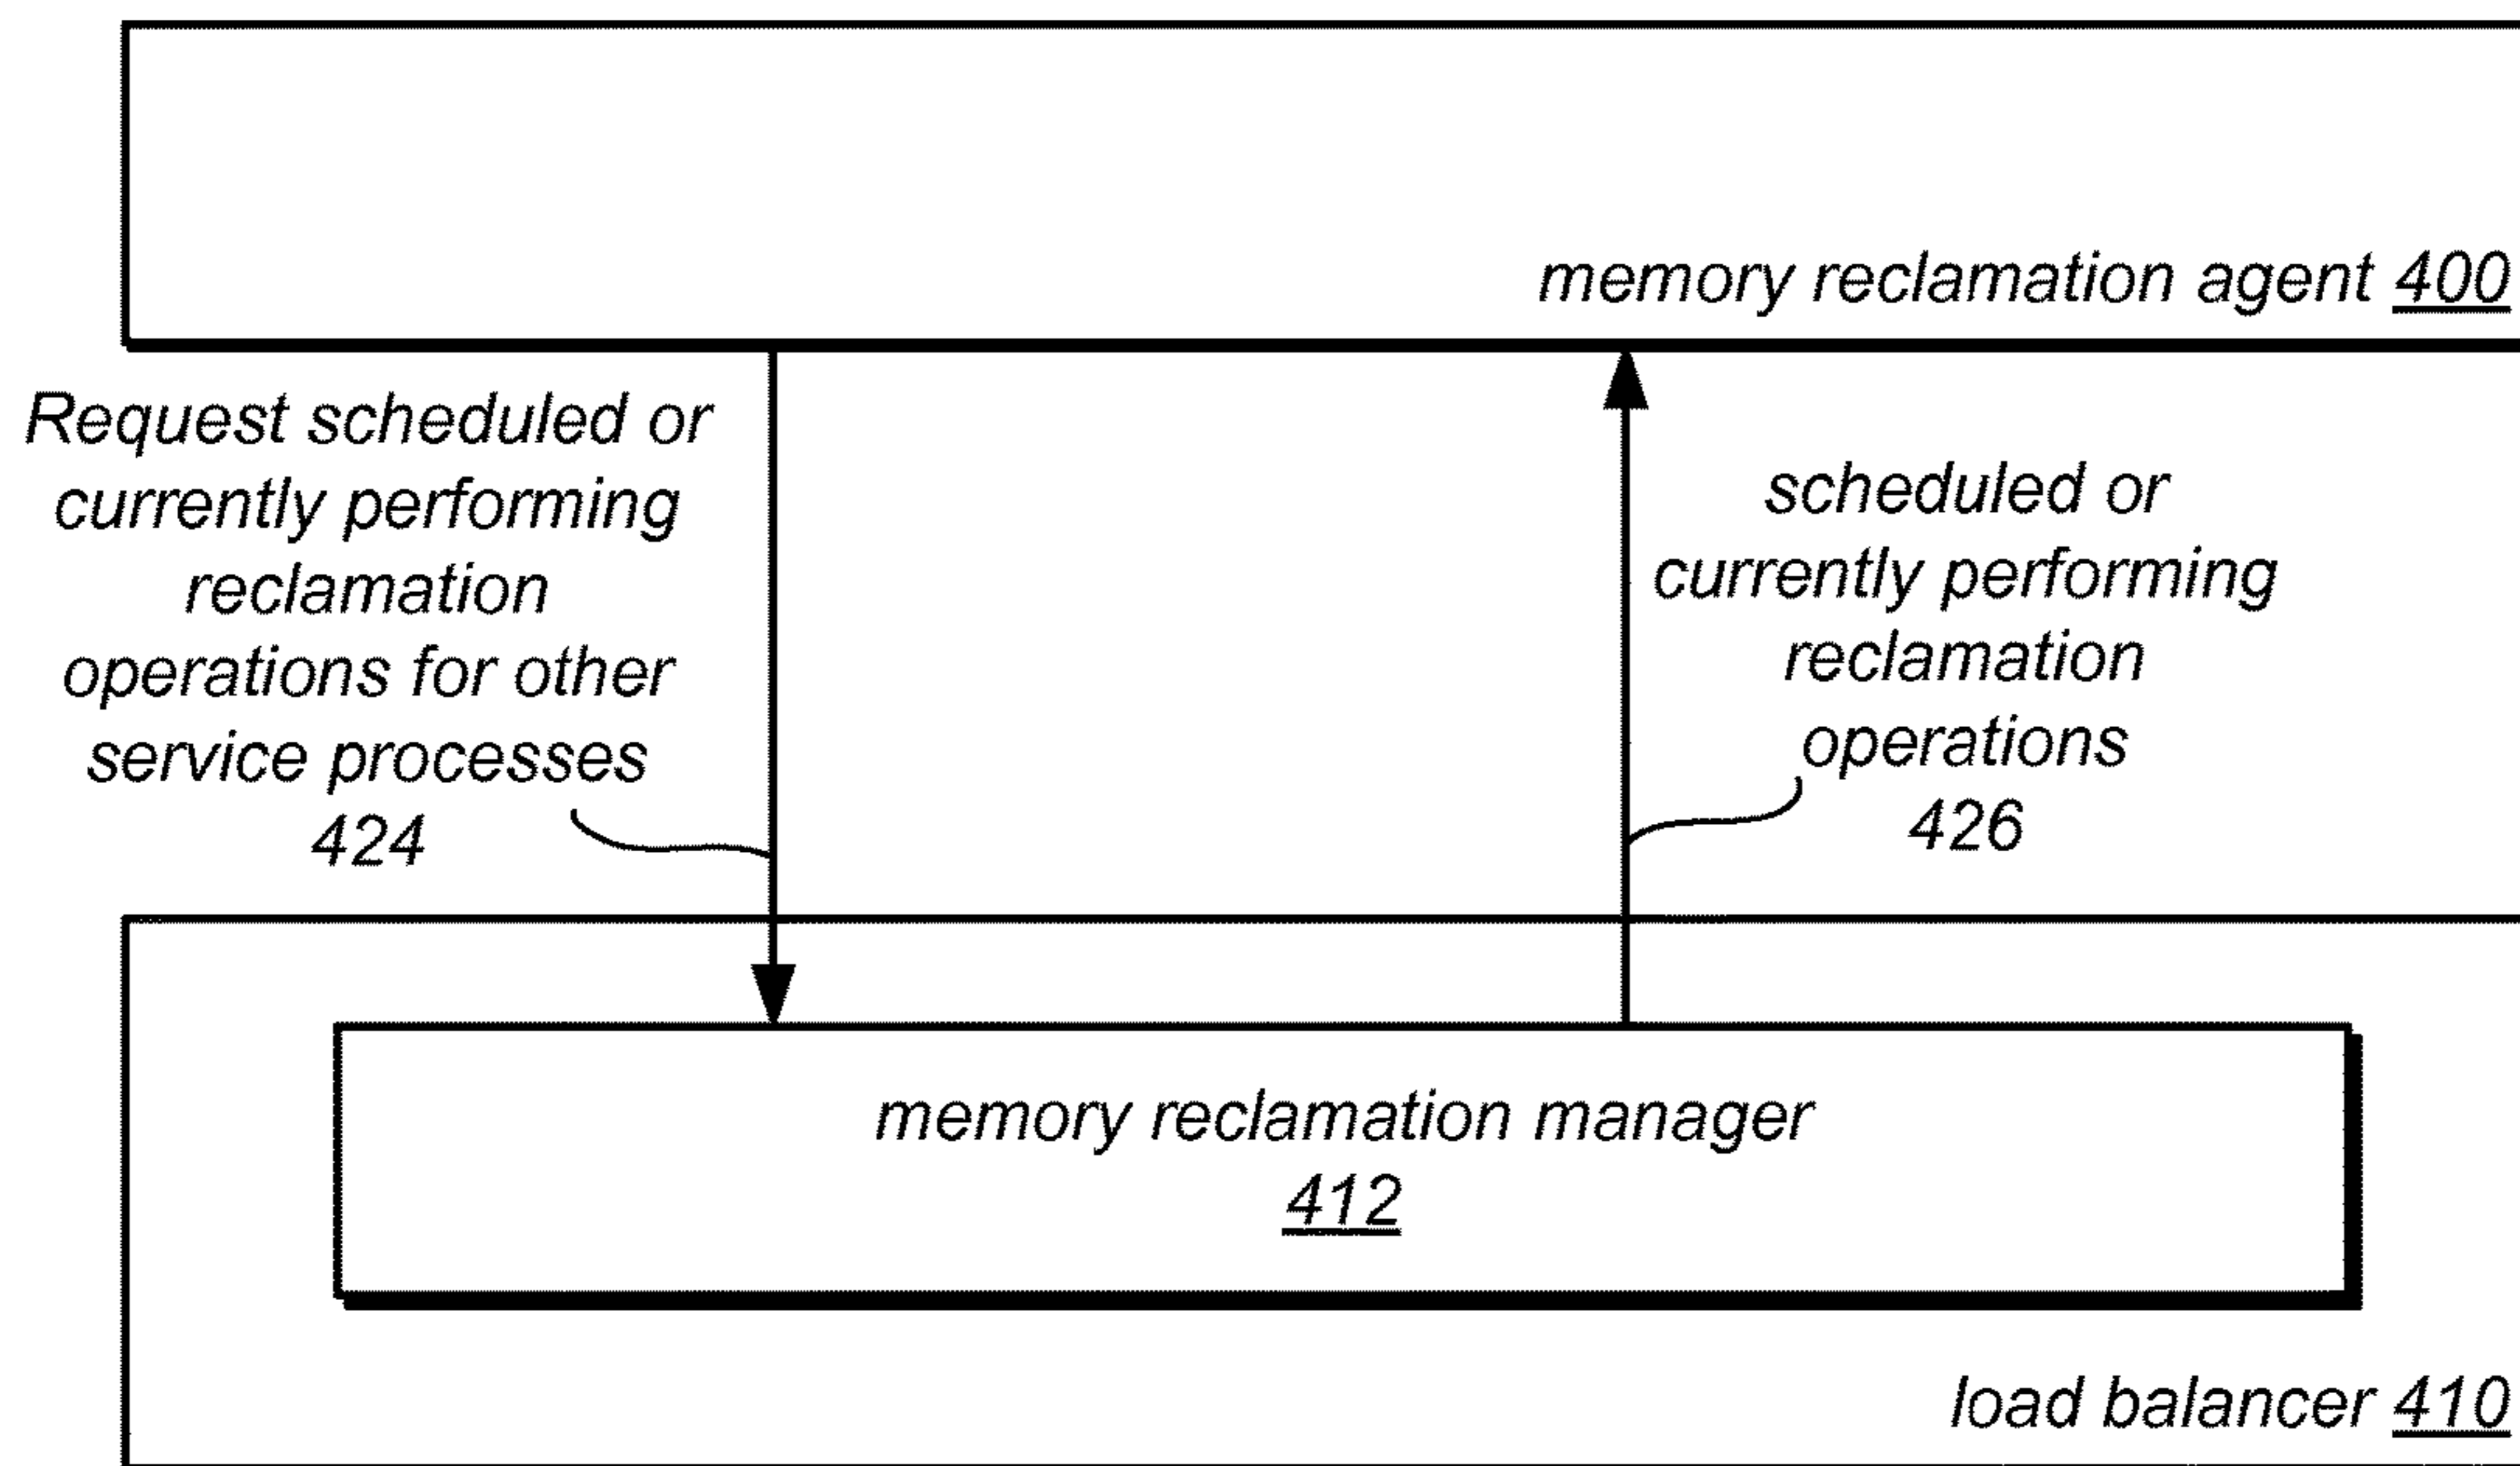 memory reclamation agent 400
Request scheduled or
currently performing
reclamation
operations for other
service processes
424
scheduled or
currently performing
reclamation
operations
426
memory reclamation manager
412
load balancer 410